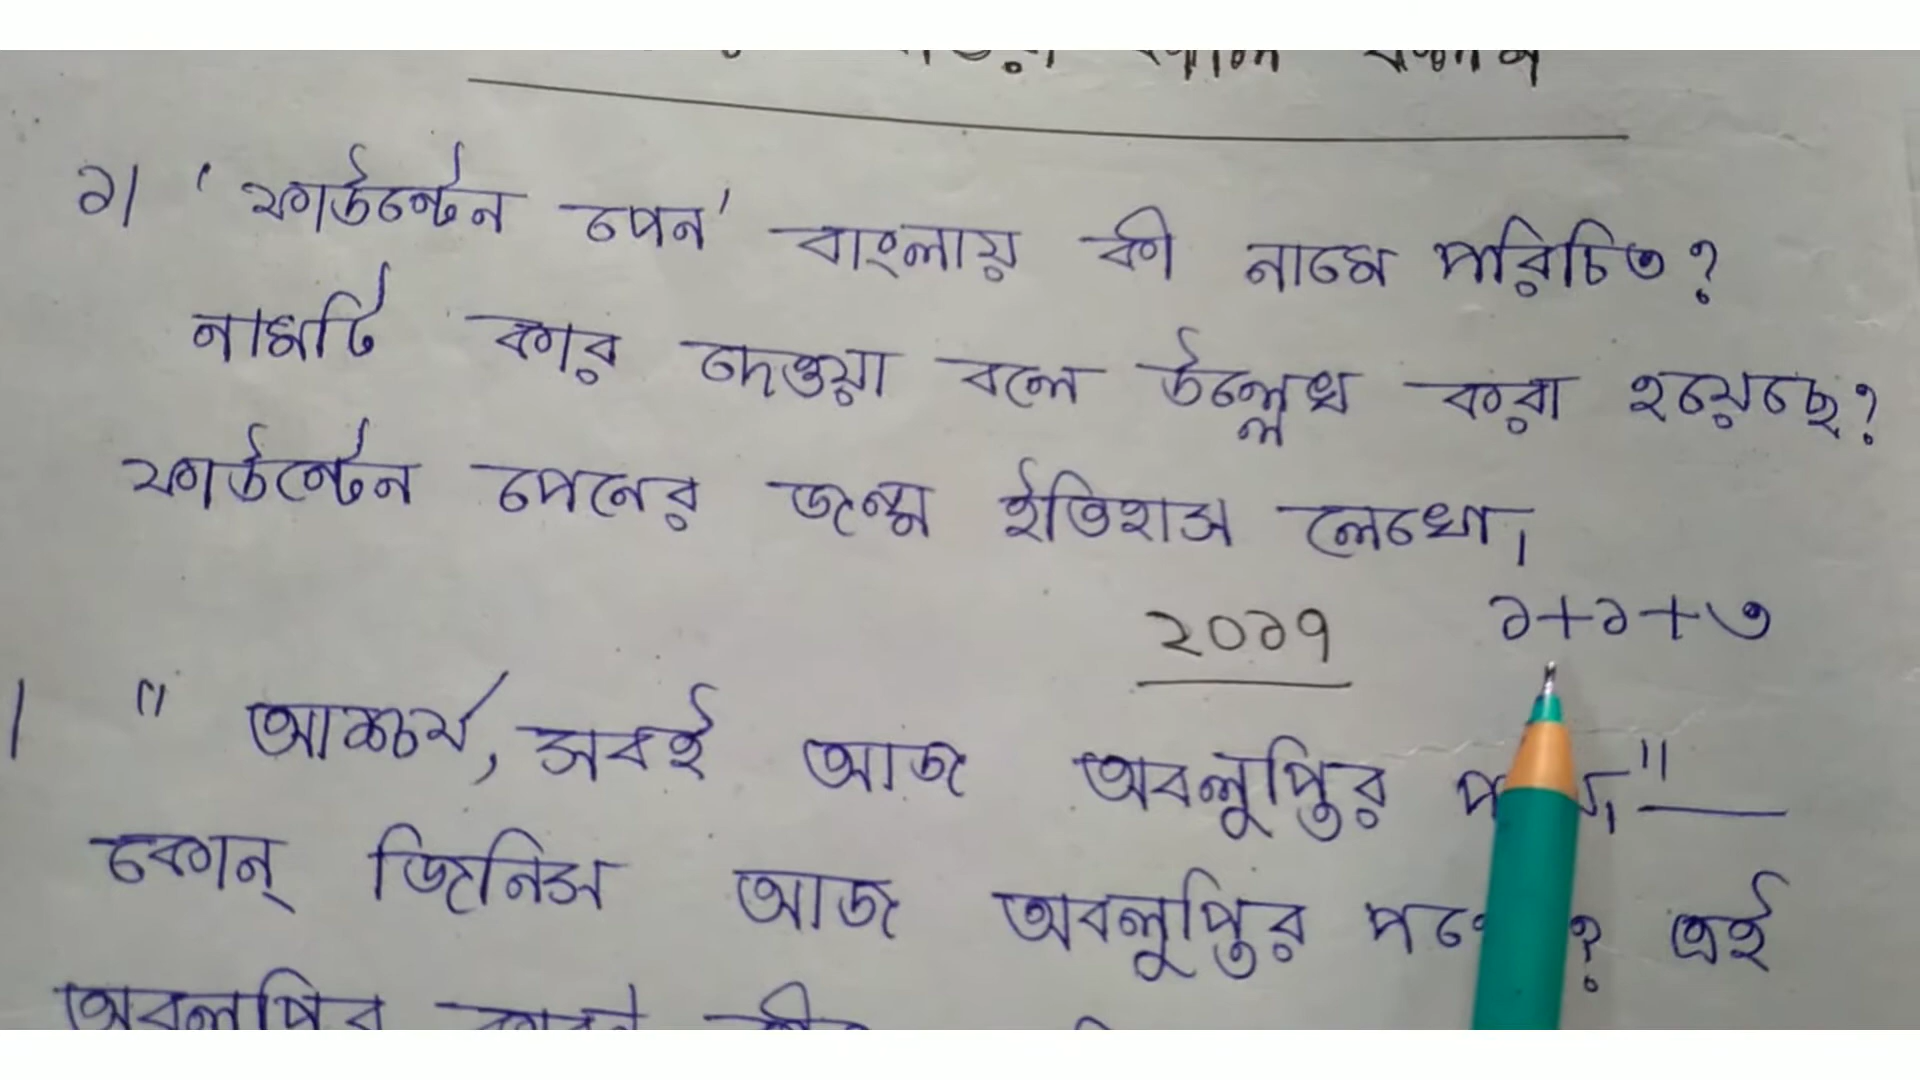 ১। 'ফাউন্টেন পেন' বাংলায় কী নামে পরিচিত?
নামটি কার দেওয়া বলে উল্লেখ করা হয়েছে?
ফাউন্টেন পেনের জন্ম ইতিহাস লেখো।
২০১৭ ১+১+৩
। "আশ্চর্য, সবই আজ অবলুপ্তির
কোন্ জিনিস আজ অবলুপ্তির এই